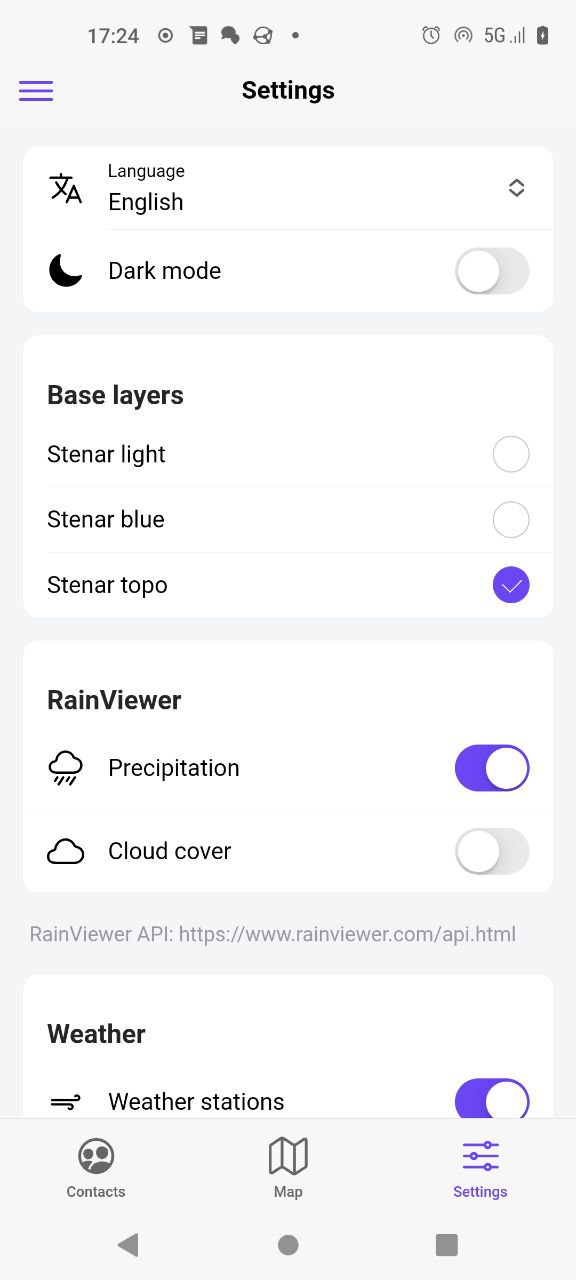 17:24
5G
Settings
Language
English
Dark mode
Base layers
Stenar light
Stenar blue
Stenar topo
RainViewer
Precipitation
Cloud cover
RainViewer API: https://www.rainviewer.com/api.html
Weather
Weather stations
Contacts
Map
Settings